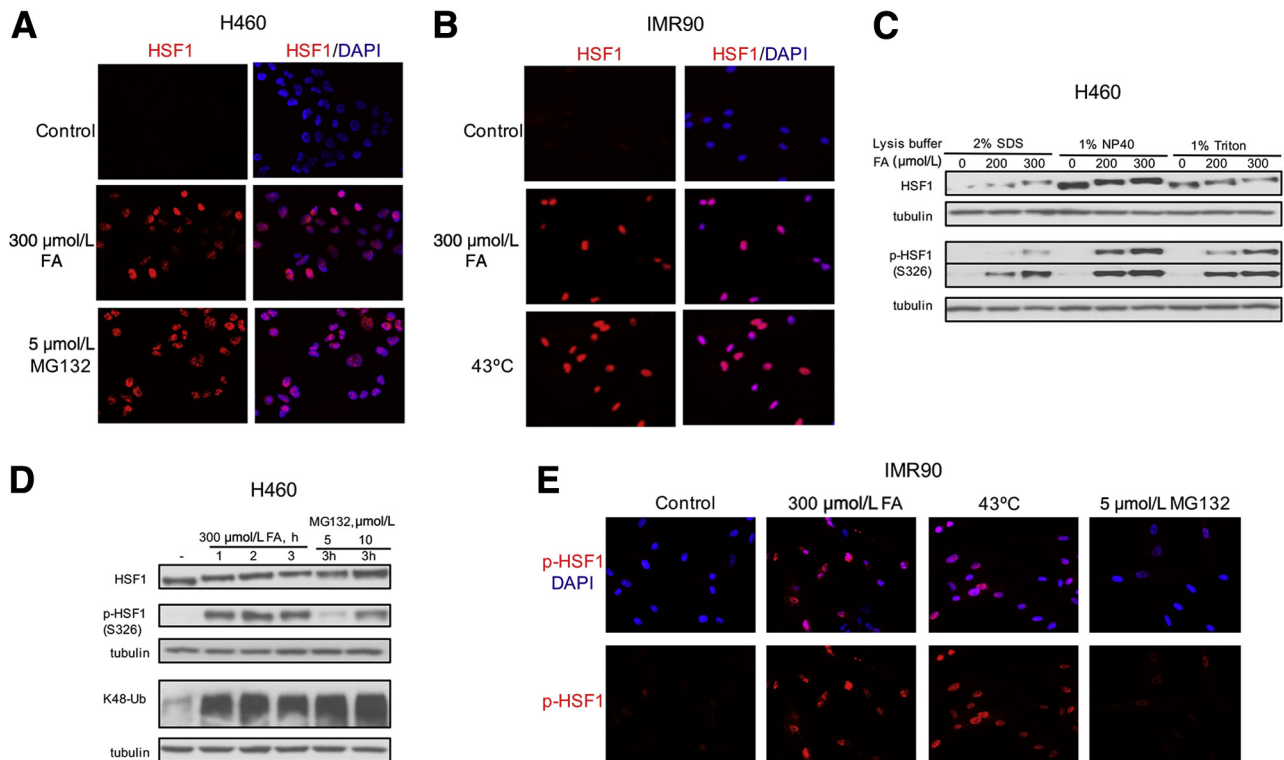 A
H460
HSF1 HSF1/DAPI
Control
300 µmol/L
FA
5 µmol/L
MG132
B
IMR90
HSF1 HSF1/DAPI
Control
300 µmol/L
FA
43ºC
C
H460
Lysis buffer 2% SDS 1% NP40 1% Triton
FA (µmol/L) 0 200 300 0 200 300 0 200 300
HSF1
tubulin
p-HSF1
(S326)
tubulin
D
H460
MG132, µmol/L
300 µmol/L FA, h 5 10
- 1 2 3 3h 3h
HSF1
p-HSF1
(S326)
tubulin
K48-Ub
tubulin
E
IMR90
Control 300 µmol/L FA 43ºC 5 µmol/L MG132
p-HSF1
DAPI
p-HSF1